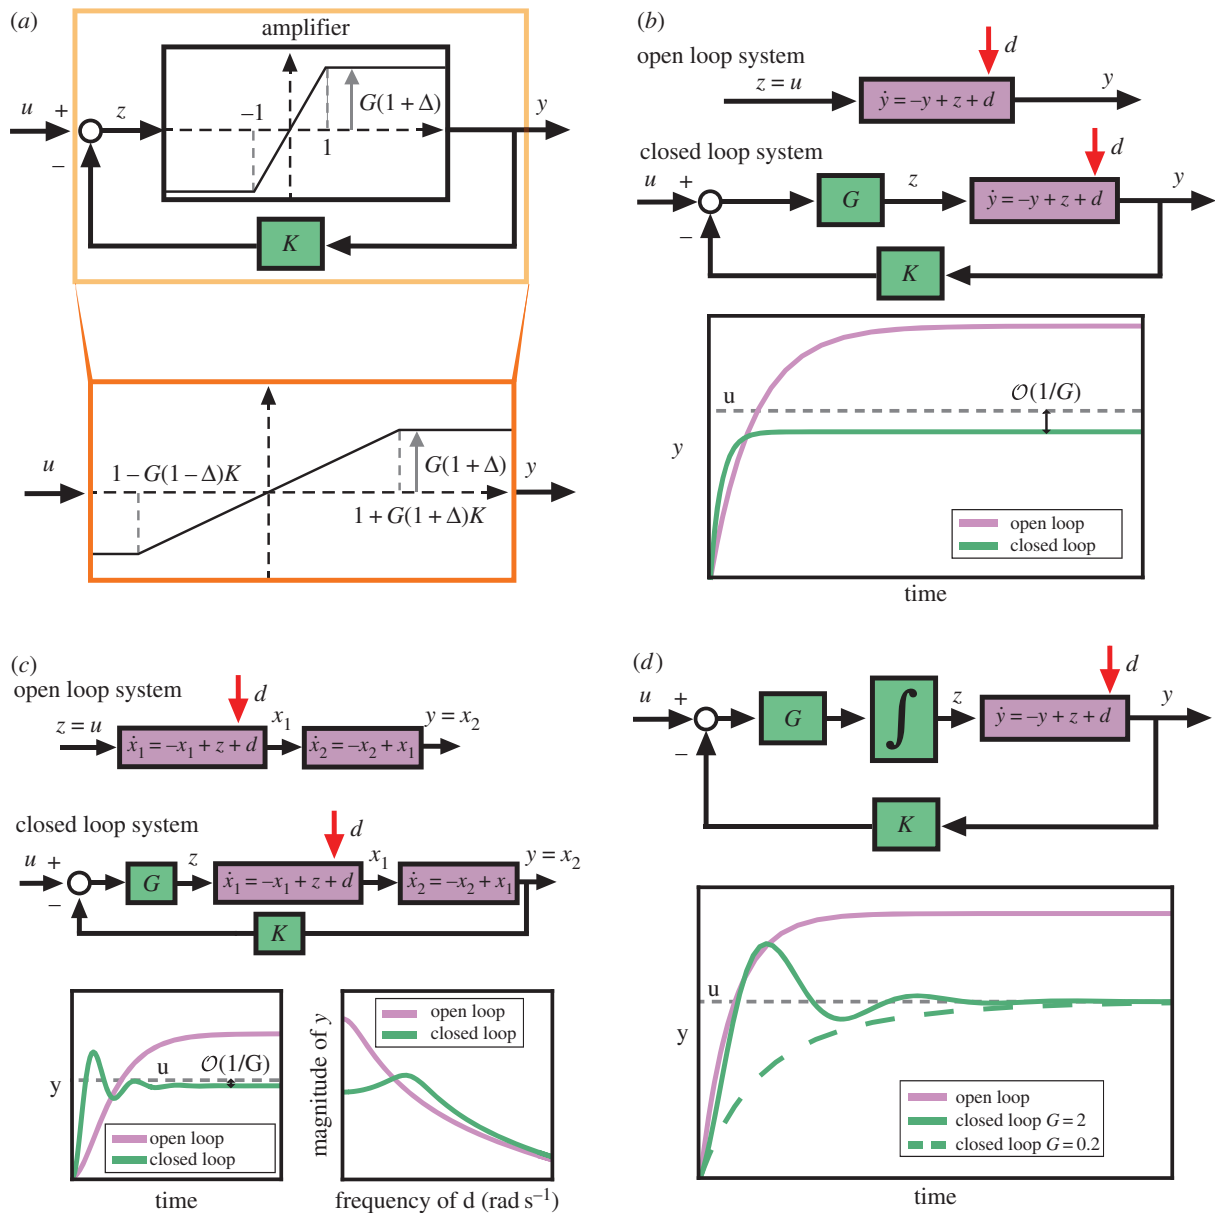 (a)
amplifier
u
+
z
−
−1
1
G(1 + Δ)
y
K
u
1 − G(1 − Δ)K
G(1 + Δ)
1 + G(1 + Δ)K
y
(b)
open loop system
d
z = u
ẏ = −y + z + d
y
closed loop system
d
u
+
−
G
z
ẏ = −y + z + d
y
K
u
𝒪(1/G)
y
open loop
closed loop
time
(c)
open loop system
d
z = u
ẋ₁ = −x₁ + z + d
x₁
ẋ₂ = −x₂ + x₁
y = x₂
closed loop system
d
u
+
−
G
z
ẋ₁ = −x₁ + z + d
x₁
ẋ₂ = −x₂ + x₁
y = x₂
K
y
u
𝒪(1/G)
open loop
closed loop
time
magnitude of y
open loop
closed loop
frequency of d (rad s⁻¹)
(d)
d
u
+
−
G
∫
z
ẏ = −y + z + d
y
K
u
y
open loop
closed loop G = 2
closed loop G = 0.2
time